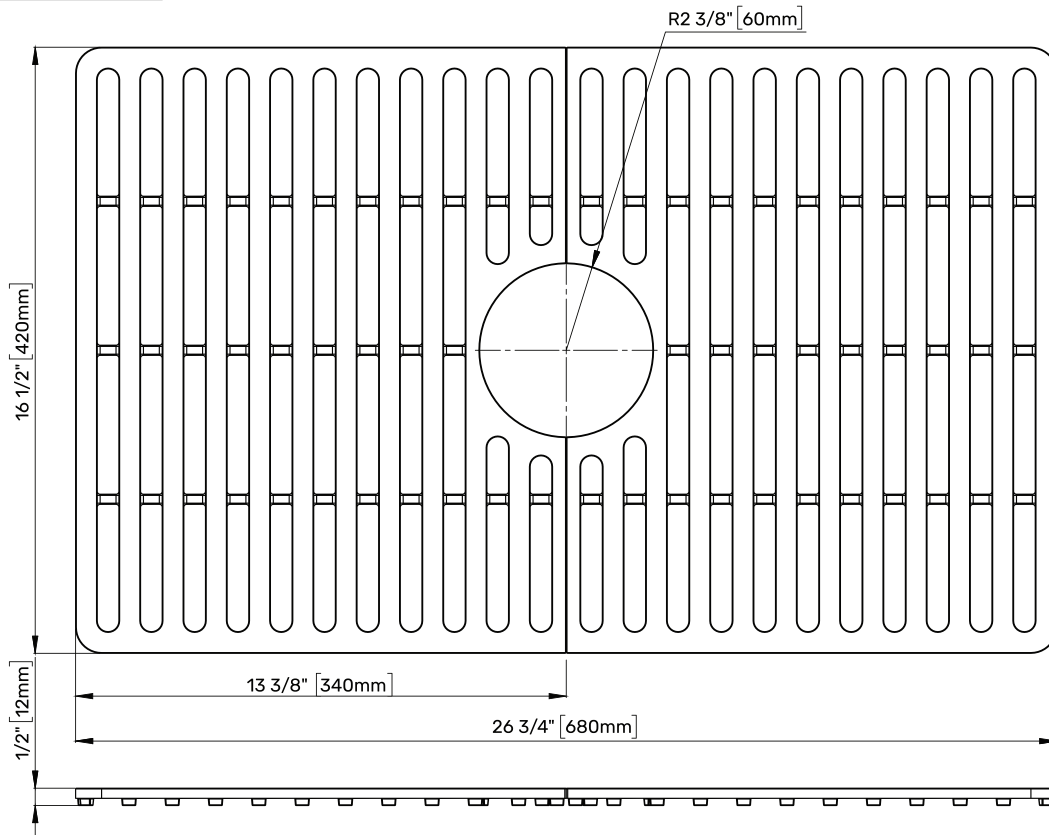 R2 3/8" [60mm]
16 1/2" [420mm]
13 3/8" [340mm]
1/2" [12mm]
26 3/4" [680mm]